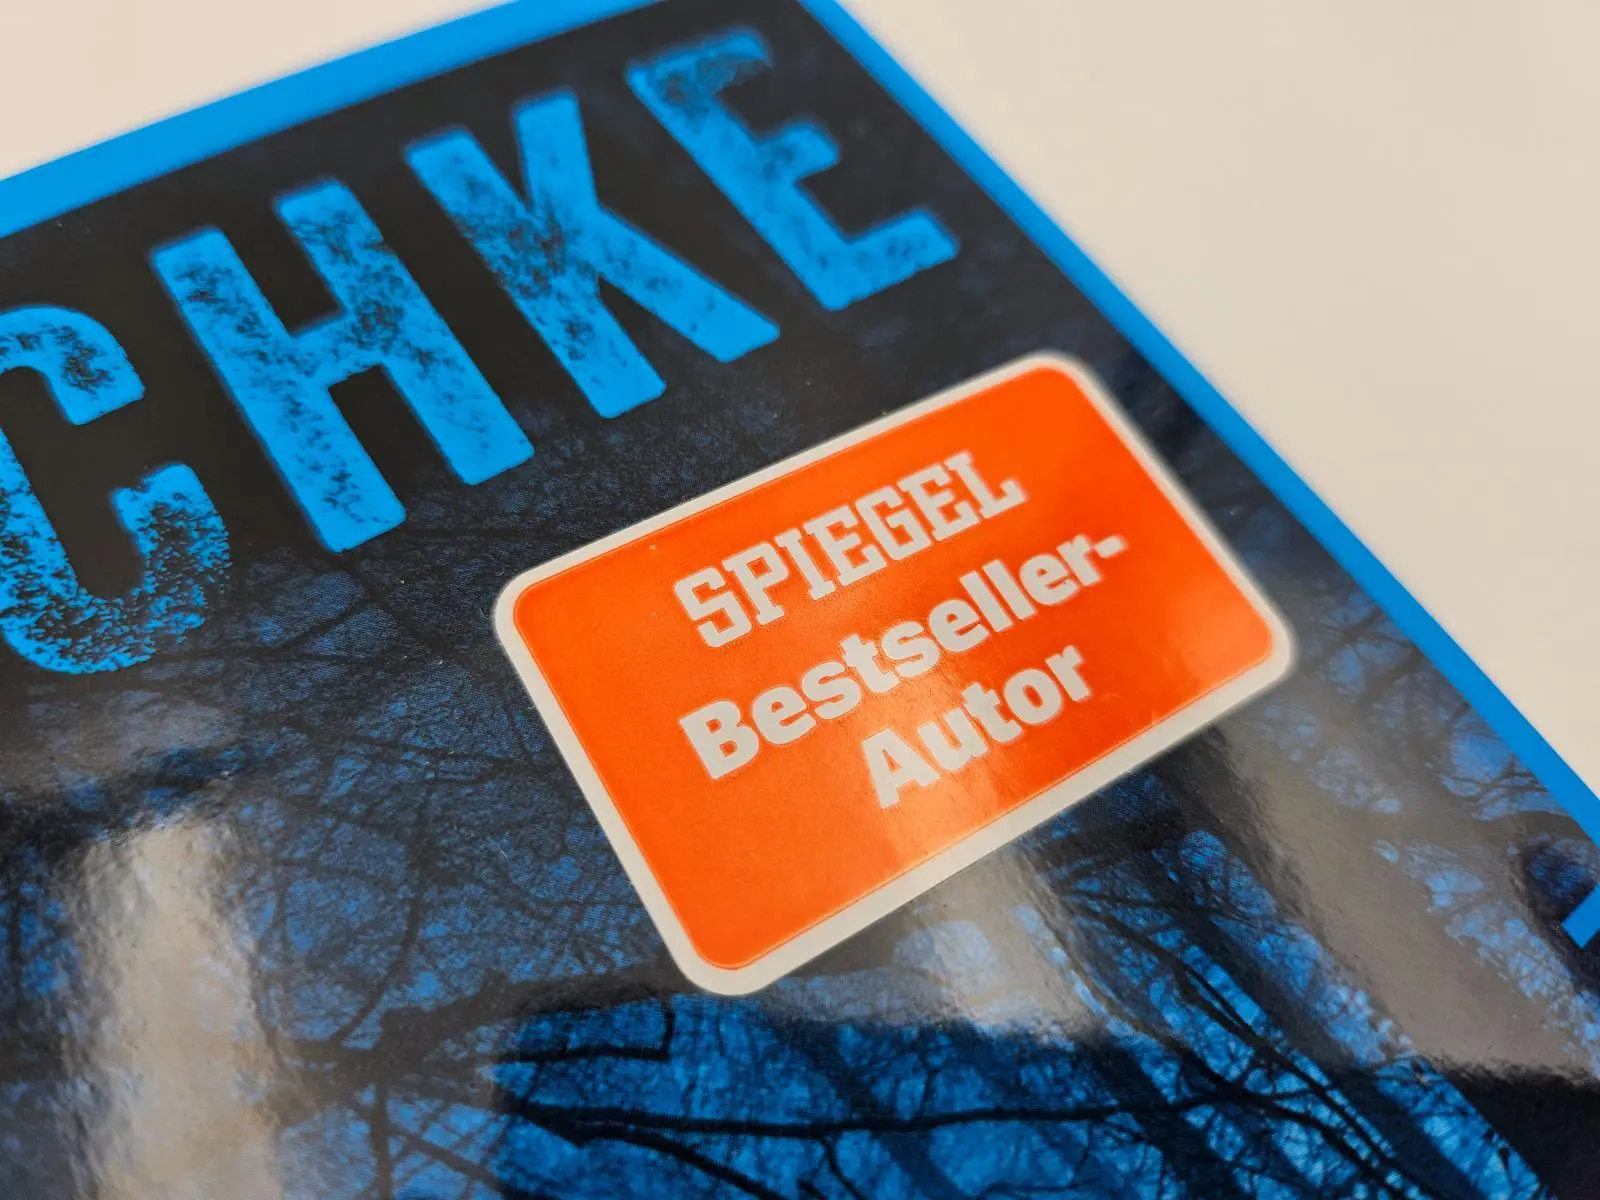 CHKE
SPIEGEL
Bestseller-
Autor